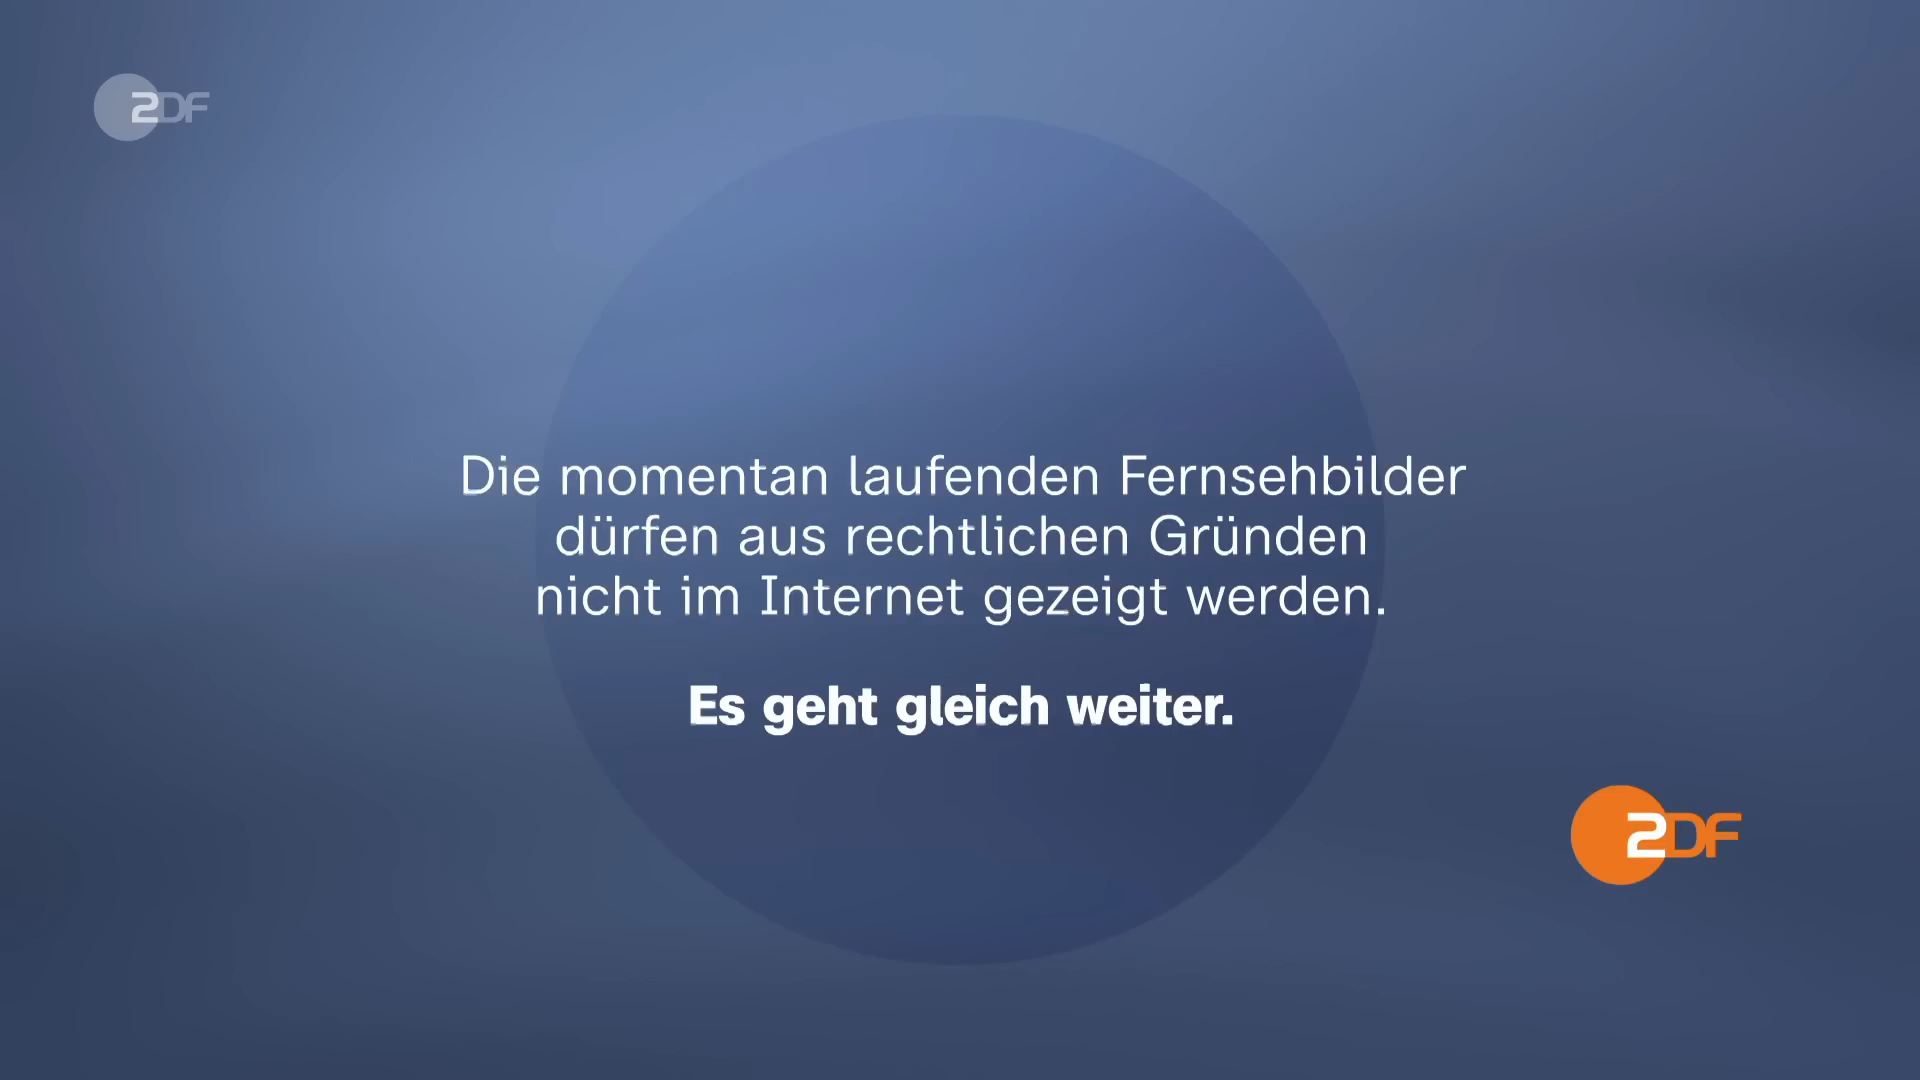 ZDF
Die momentan laufenden Fernsehbilder
dürfen aus rechtlichen Gründen
nicht im Internet gezeigt werden.
Es geht gleich weiter.
ZDF